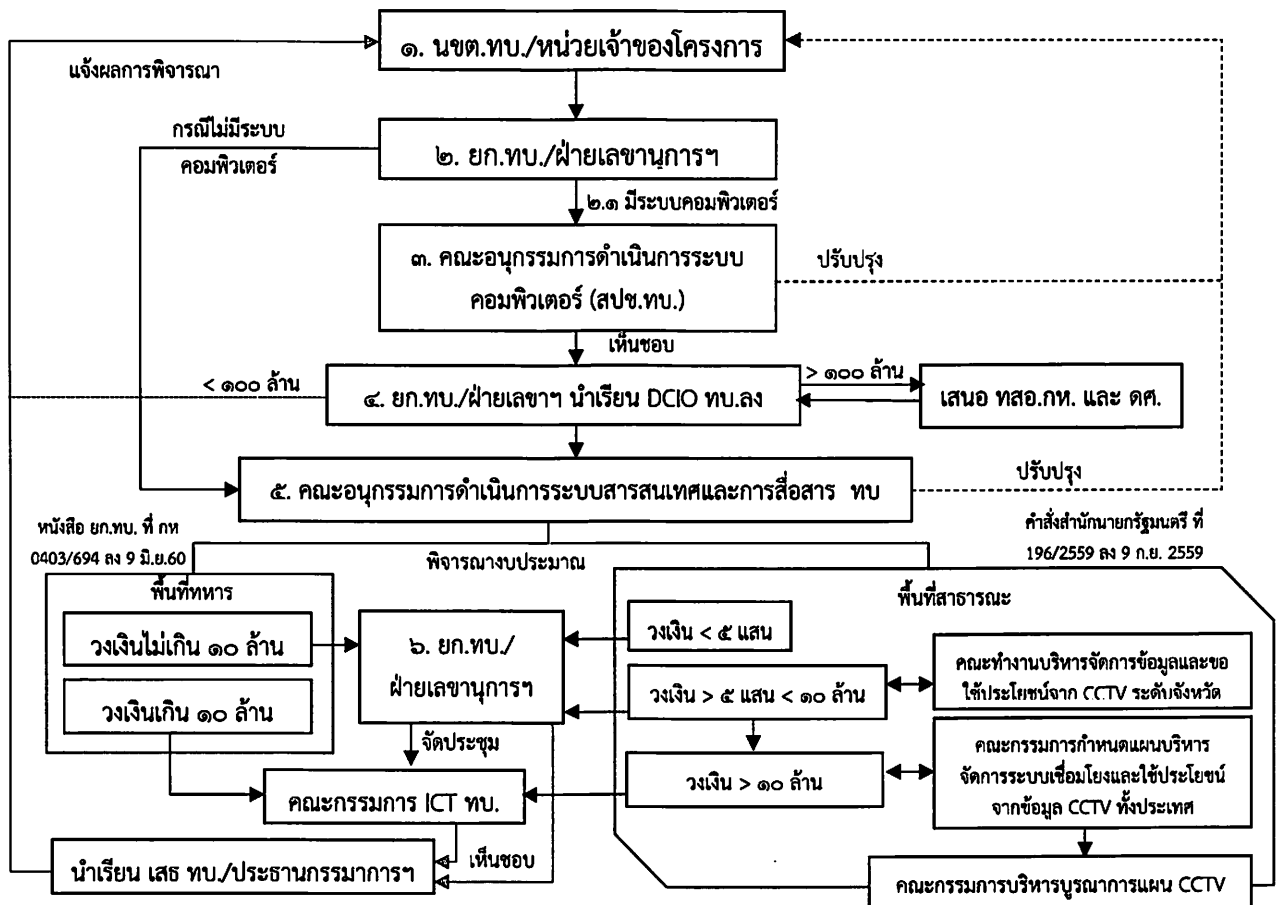 ๑. นขต.ทบ./หน่วยเจ้าของโครงการ
แจ้งผลการพิจารณา
กรณีไม่มีระบบ
คอมพิวเตอร์
๒. ยก.ทบ./ฝ่ายเลขานุการฯ
๒.๑ มีระบบคอมพิวเตอร์
๓. คณะอนุกรรมการดำเนินการระบบ
คอมพิวเตอร์ (สปช.ทบ.)
ปรับปรุง
เห็นชอบ
< ๑๐๐ ล้าน
๔. ยก.ทบ./ฝ่ายเลขาฯ นำเรียน DCIO ทบ.ลง
> ๑๐๐ ล้าน
เสนอ ทสอ.กห. และ ดศ.
๕. คณะอนุกรรมการดำเนินการระบบสารสนเทศและการสื่อสาร ทบ
ปรับปรุง
หนังสือ ยก.ทบ. ที่ กห
0403/694 ลง 9 มิ.ย.60
พิจารณางบประมาณ
คำสั่งสำนักนายกรัฐมนตรี ที่
196/2559 ลง 9 ก.ย. 2559
พื้นที่ทหาร
วงเงินไม่เกิน ๑๐ ล้าน
วงเงินเกิน ๑๐ ล้าน
๖. ยก.ทบ./
ฝ่ายเลขานุการฯ
จัดประชุม
พื้นที่สาธารณะ
วงเงิน < ๕ แสน
วงเงิน > ๕ แสน < ๑๐ ล้าน
วงเงิน > ๑๐ ล้าน
คณะทำงานบริหารจัดการข้อมูลและขอ
ใช้ประโยชน์จาก CCTV ระดับจังหวัด
คณะกรรมการกำหนดแผนบริหาร
จัดการระบบเชื่อมโยงและใช้ประโยชน์
จากข้อมูล CCTV ทั้งประเทศ
คณะกรรมการ ICT ทบ.
เห็นชอบ
นำเรียน เสธ ทบ./ประธานกรรมาการฯ
คณะกรรมการบริหารบูรณาการแผน CCTV